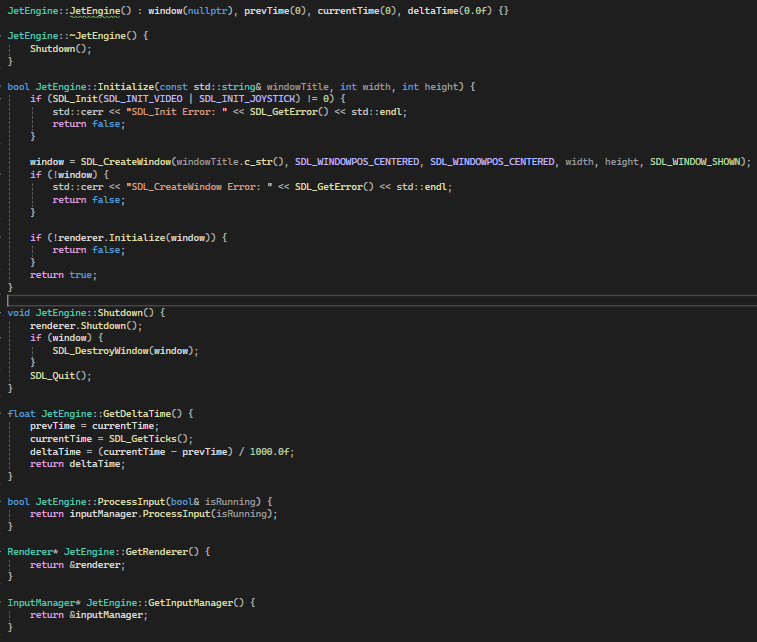 JetEngine::JetEngine() : window(nullptr), prevTime(0), currentTime(0), deltaTime(0.0f) {}
JetEngine::~JetEngine() {
Shutdown();
}
bool JetEngine::Initialize(const std::string& windowTitle, int width, int height) {
if (SDL_Init(SDL_INIT_VIDEO | SDL_INIT_JOYSTICK) != 0) {
std::cerr << "SDL_Init Error: " << SDL_GetError() << std::endl;
return false;
}
window = SDL_CreateWindow(windowTitle.c_str(), SDL_WINDOWPOS_CENTERED, SDL_WINDOWPOS_CENTERED, width, height, SDL_WINDOW_SHOWN);
if (!window) {
std::cerr << "SDL_CreateWindow Error: " << SDL_GetError() << std::endl;
return false;
}
if (!renderer.Initialize(window)) {
return false;
}
return true;
}
void JetEngine::Shutdown() {
renderer.Shutdown();
if (window) {
SDL_DestroyWindow(window);
}
SDL_Quit();
}
float JetEngine::GetDeltaTime() {
prevTime = currentTime;
currentTime = SDL_GetTicks();
deltaTime = (currentTime - prevTime) / 1000.0f;
return deltaTime;
}
bool JetEngine::ProcessInput(bool& isRunning) {
return inputManager.ProcessInput(isRunning);
}
Renderer* JetEngine::GetRenderer() {
return &renderer;
}
InputManager* JetEngine::GetInputManager() {
return &inputManager;
}